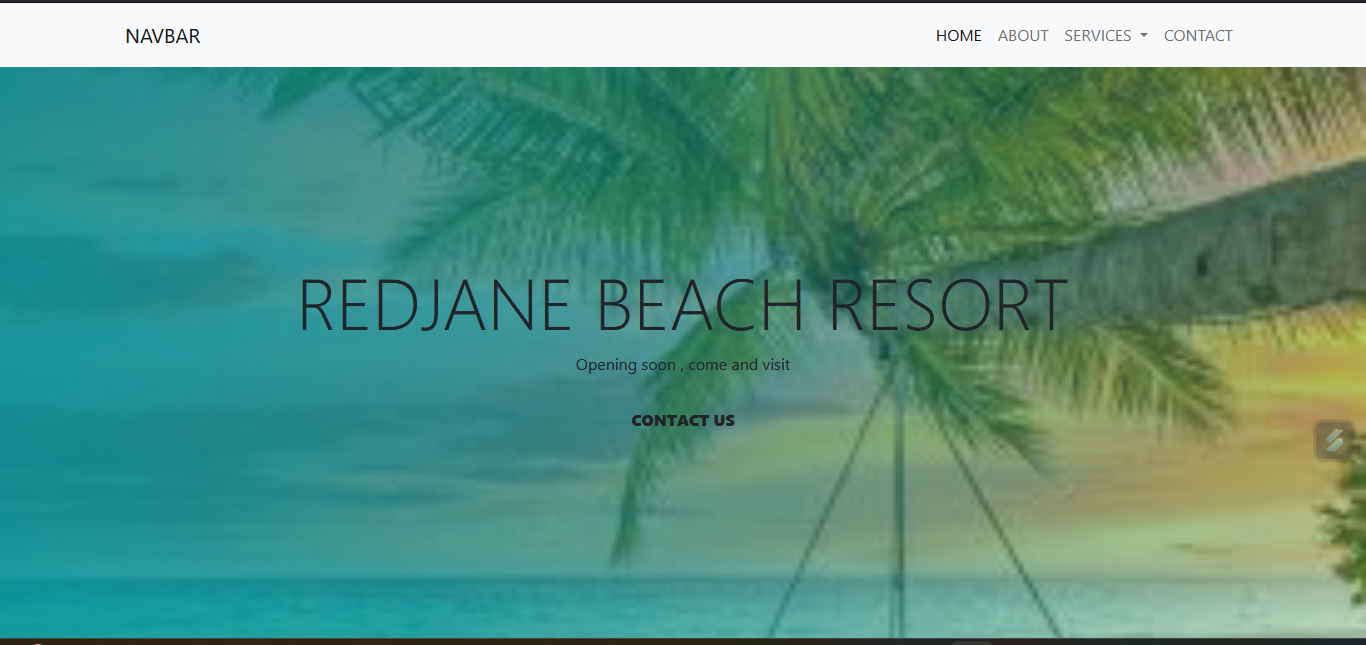 NAVBAR HOME ABOUT SERVICES CONTACT
REDJANE BEACH RESORT
Opening soon , come and visit
CONTACT US